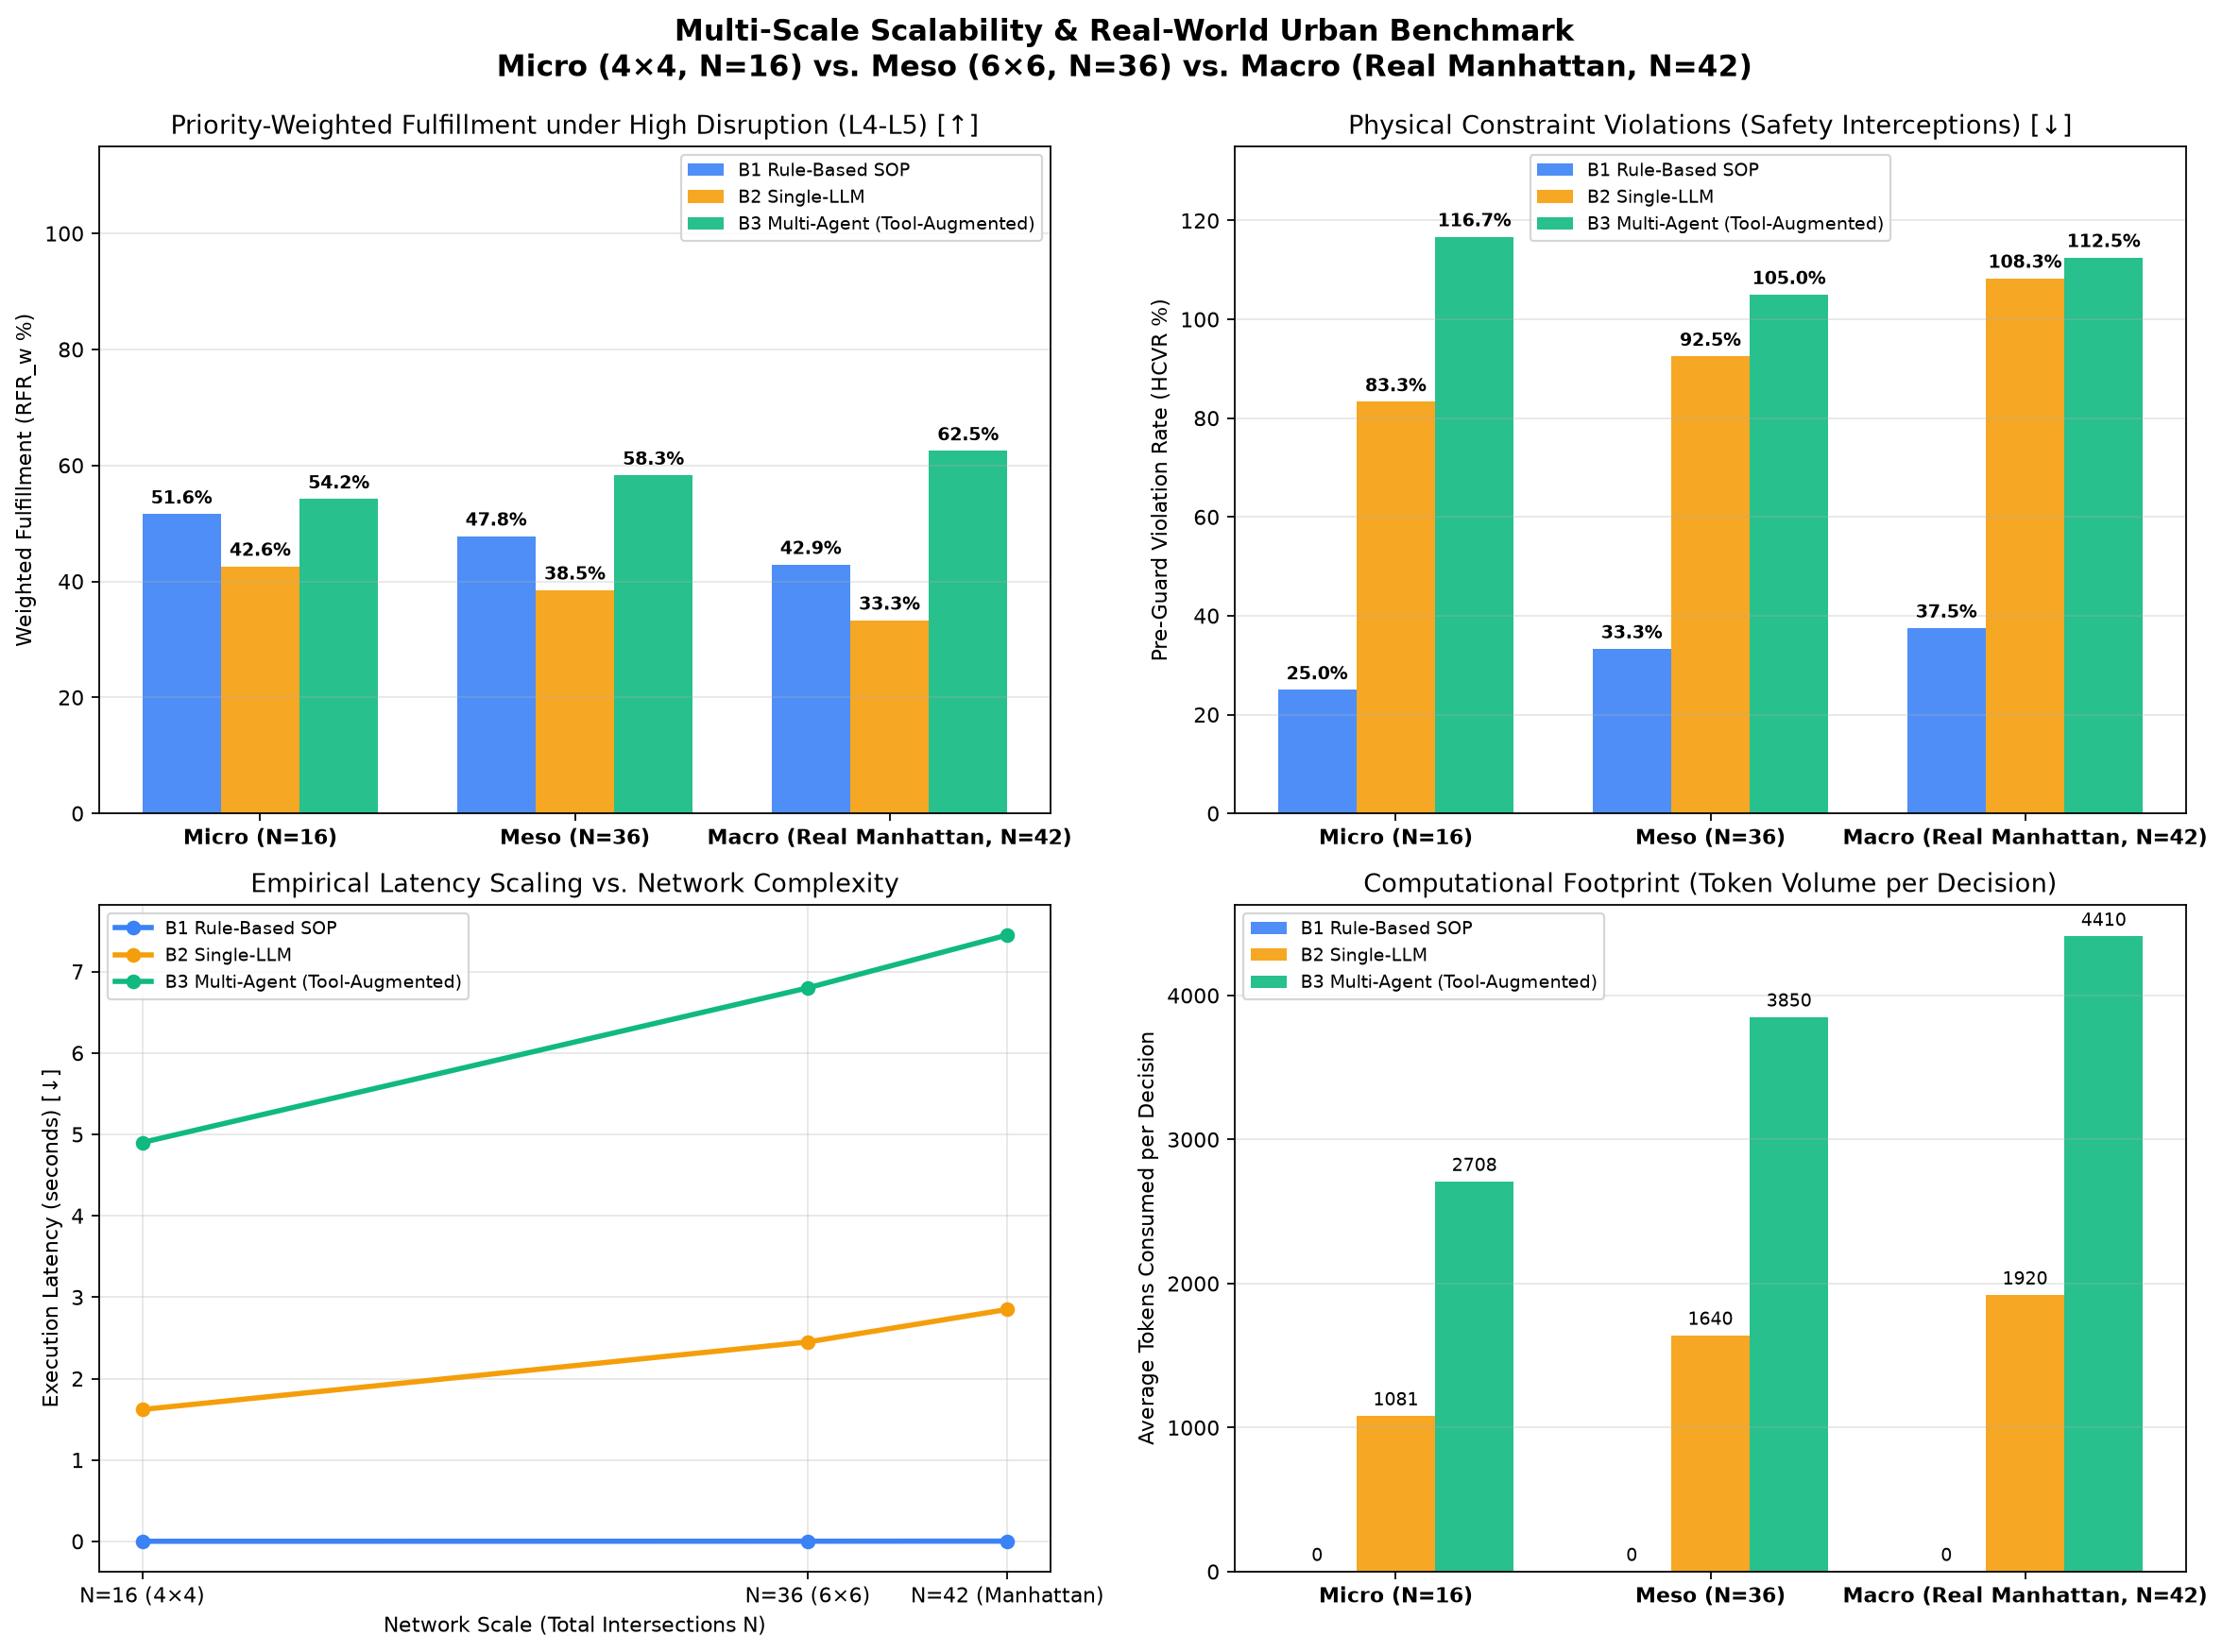 Multi-Scale Scalability & Real-World Urban Benchmark
Micro (4×4, N=16) vs. Meso (6×6, N=36) vs. Macro (Real Manhattan, N=42)
Priority-Weighted Fulfillment under High Disruption (L4-L5) [↑]
Weighted Fulfillment (RFR_w %)
100
80
60
40
20
0
B1 Rule-Based SOP
B2 Single-LLM
B3 Multi-Agent (Tool-Augmented)
51.6%
42.6%
54.2%
47.8%
38.5%
58.3%
42.9%
33.3%
62.5%
Micro (N=16)
Meso (N=36)
Macro (Real Manhattan, N=42)
Physical Constraint Violations (Safety Interceptions) [↓]
Pre-Guard Violation Rate (HCVR %)
120
100
80
60
40
20
0
B1 Rule-Based SOP
B2 Single-LLM
B3 Multi-Agent (Tool-Augmented)
25.0%
83.3%
116.7%
33.3%
92.5%
105.0%
37.5%
108.3%
112.5%
Micro (N=16)
Meso (N=36)
Macro (Real Manhattan, N=42)
Empirical Latency Scaling vs. Network Complexity
Execution Latency (seconds) [↓]
7
6
5
4
3
2
1
0
B1 Rule-Based SOP
B2 Single-LLM
B3 Multi-Agent (Tool-Augmented)
N=16 (4×4)
N=36 (6×6)
N=42 (Manhattan)
Network Scale (Total Intersections N)
Computational Footprint (Token Volume per Decision)
Average Tokens Consumed per Decision
4000
3000
2000
1000
0
B1 Rule-Based SOP
B2 Single-LLM
B3 Multi-Agent (Tool-Augmented)
0
1081
2708
0
1640
3850
0
1920
4410
Micro (N=16)
Meso (N=36)
Macro (Real Manhattan, N=42)